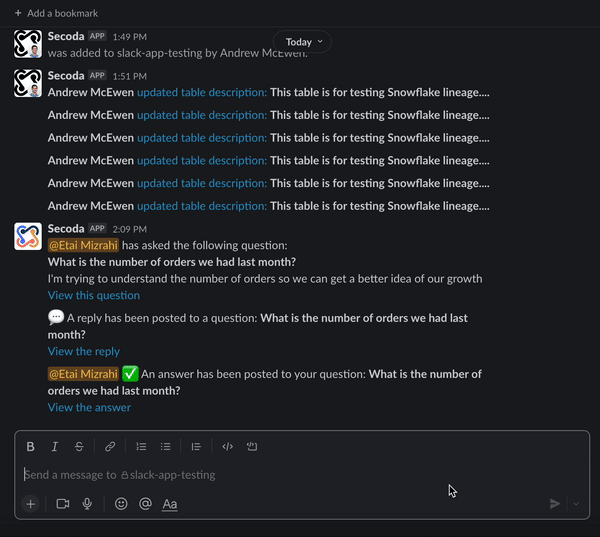 + Add a bookmark
Secoda APP 1:49 PM
Today
was added to slack-app-testing by Andrew McEwen.
Secoda APP 1:51 PM
Andrew McEwen updated table description: This table is for testing Snowflake lineage....
Andrew McEwen updated table description: This table is for testing Snowflake lineage....
Andrew McEwen updated table description: This table is for testing Snowflake lineage....
Andrew McEwen updated table description: This table is for testing Snowflake lineage....
Andrew McEwen updated table description: This table is for testing Snowflake lineage....
Andrew McEwen updated table description: This table is for testing Snowflake lineage....
Secoda APP 2:09 PM
@Etai Mizrahi has asked the following question:
What is the number of orders we had last month?
I'm trying to understand the number of orders so we can get a better idea of our growth
View this question
💬 A reply has been posted to a question: What is the number of orders we had last
month?
View the reply
@Etai Mizrahi ✅ An answer has been posted to your question: What is the number of
orders we had last month?
View the answer
B I S
Send a message to slack-app-testing
+ @ Aa